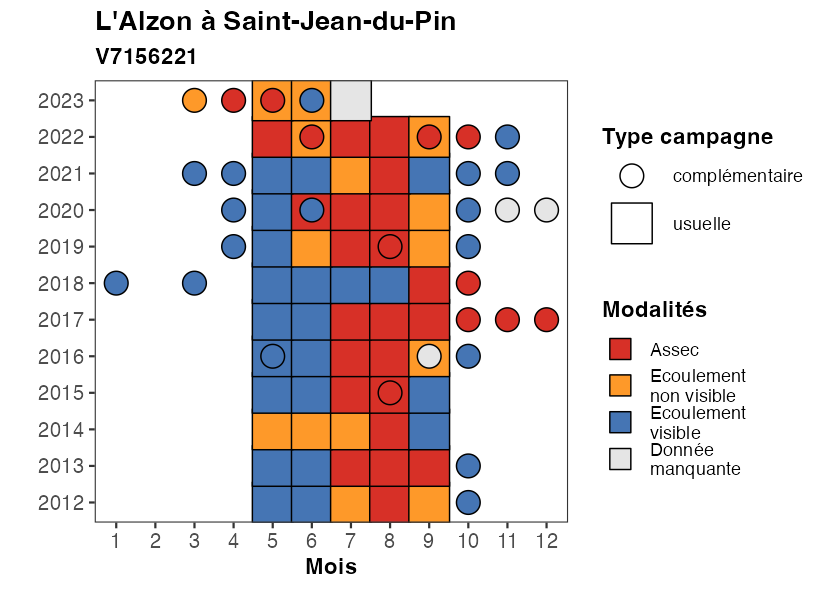 L'Alzon à Saint-Jean-du-Pin
V7156221
2023
2022
2021
2020
2019
2018
2017
2016
2015
2014
2013
2012
1 2 3 4 5 6 7 8 9 10 11 12
Mois
Type campagne
complémentaire
usuelle
Modalités
Assec
Ecoulement
non visible
Ecoulement
visible
Donnée
manquante